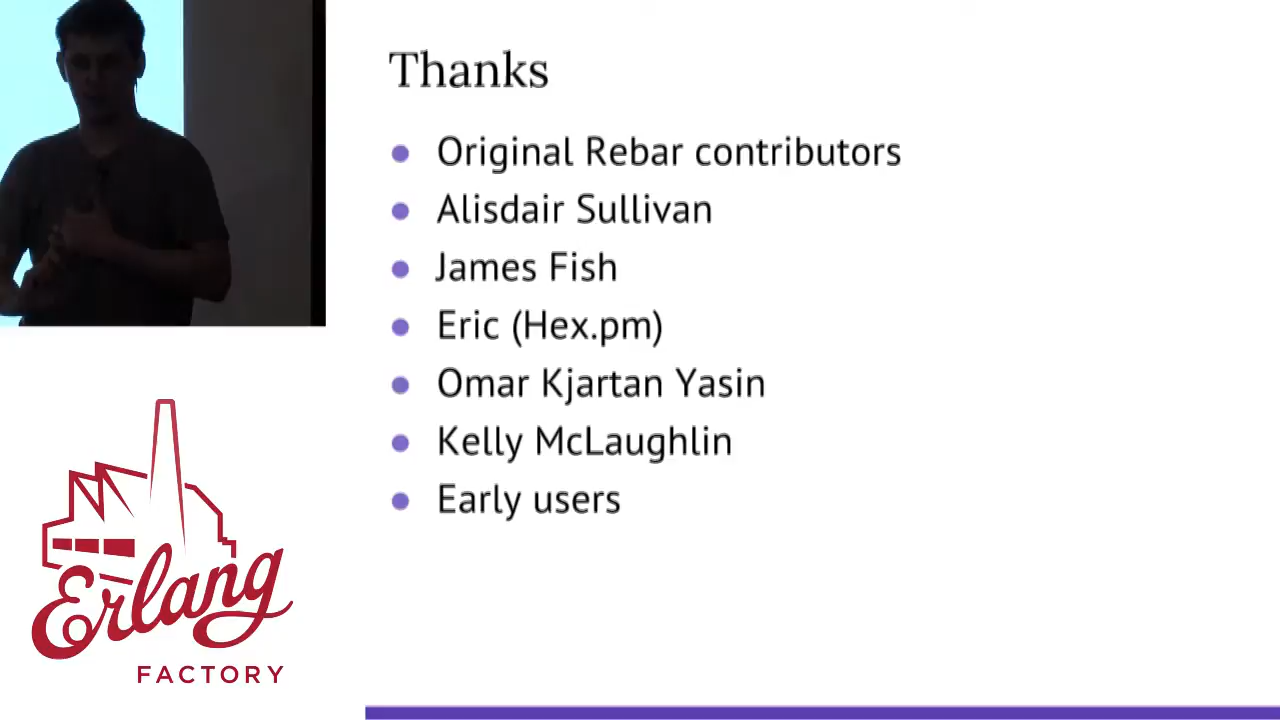 Thanks
Original Rebar contributors
Alisdair Sullivan
James Fish
Eric (Hex.pm)
Omar Kjartan Yasin
Kelly McLaughlin
Early users
Erlang
FACTORY